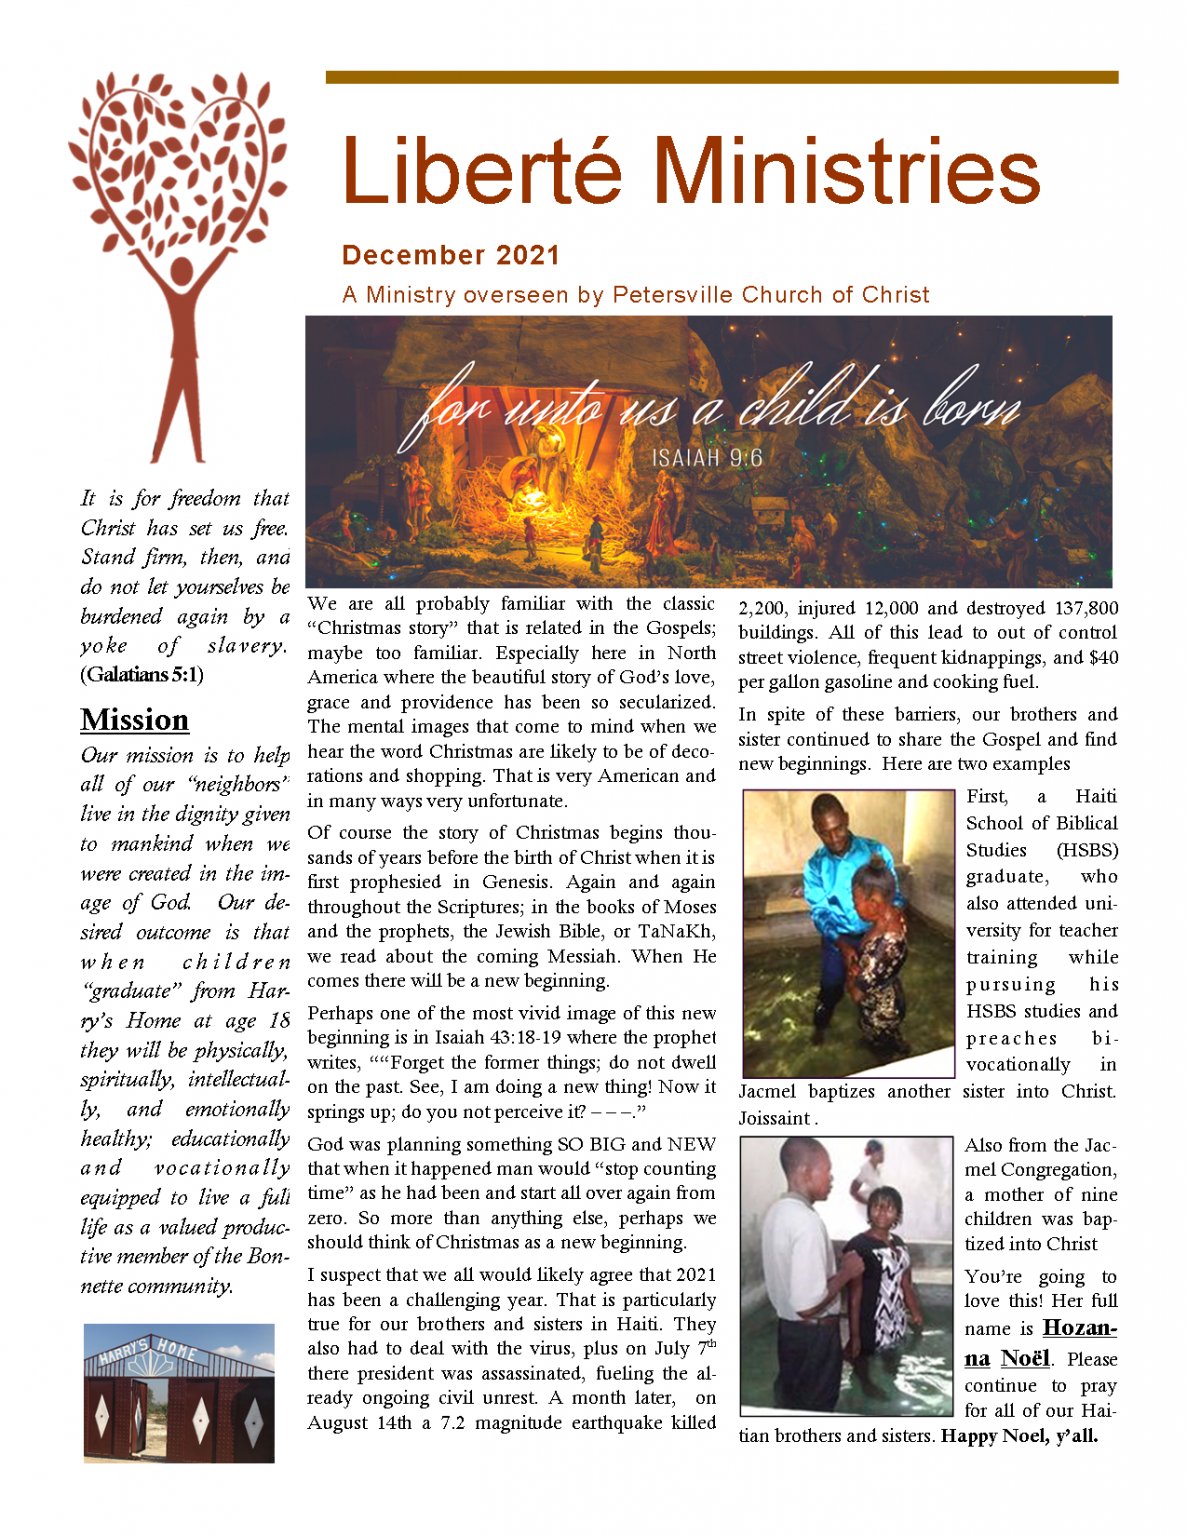 Liberté Ministries
December 2021
A Ministry overseen by Petersville Church of Christ
for unto us a child is born
ISAIAH 9:6
It is for freedom that
Christ has set us free.
Stand firm, then, and
do not let yourselves be
burdened again by a
yoke of slavery.
(Galatians 5:1)
Mission
Our mission is to help
all of our “neighbors”
live in the dignity given
to mankind when we
were created in the im-
age of God. Our de-
sired outcome is that
when children
“graduate” from Har-
ry’s Home at age 18
they will be physically,
spiritually, intellectual-
ly, and emotionally
healthy; educationally
and vocationally
equipped to live a full
life as a valued produc-
tive member of the Bon-
nette community.
HARRY'S HOME
We are all probably familiar with the classic
“Christmas story” that is related in the Gospels;
maybe too familiar. Especially here in North
America where the beautiful story of God’s love,
grace and providence has been so secularized.
The mental images that come to mind when we
hear the word Christmas are likely to be of deco-
rations and shopping. That is very American and
in many ways very unfortunate.
Of course the story of Christmas begins thou-
sands of years before the birth of Christ when it is
first prophesied in Genesis. Again and again
throughout the Scriptures; in the books of Moses
and the prophets, the Jewish Bible, or TaNaKh,
we read about the coming Messiah. When He
comes there will be a new beginning.
Perhaps one of the most vivid image of this new
beginning is in Isaiah 43:18-19 where the prophet
writes, ““Forget the former things; do not dwell
on the past. See, I am doing a new thing! Now it
springs up; do you not perceive it? – – –.”
God was planning something SO BIG and NEW
that when it happened man would “stop counting
time” as he had been and start all over again from
zero. So more than anything else, perhaps we
should think of Christmas as a new beginning.
I suspect that we all would likely agree that 2021
has been a challenging year. That is particularly
true for our brothers and sisters in Haiti. They
also had to deal with the virus, plus on July 7th
there president was assassinated, fueling the al-
ready ongoing civil unrest. A month later, on
August 14th a 7.2 magnitude earthquake killed
2,200, injured 12,000 and destroyed 137,800
buildings. All of this lead to out of control
street violence, frequent kidnappings, and $40
per gallon gasoline and cooking fuel.
In spite of these barriers, our brothers and
sister continued to share the Gospel and find
new beginnings. Here are two examples
First, a Haiti
School of Biblical
Studies (HSBS)
graduate, who
also attended uni-
versity for teacher
training while
pursuing his
HSBS studies and
preaches bi-
vocationally in
Jacmel baptizes another sister into Christ.
Joissaint .
Also from the Jac-
mel Congregation,
a mother of nine
children was bap-
tized into Christ
You’re going to
love this! Her full
name is Hozan-
na Noël. Please
continue to pray
for all of our Hai-
tian brothers and sisters. Happy Noel, y’all.